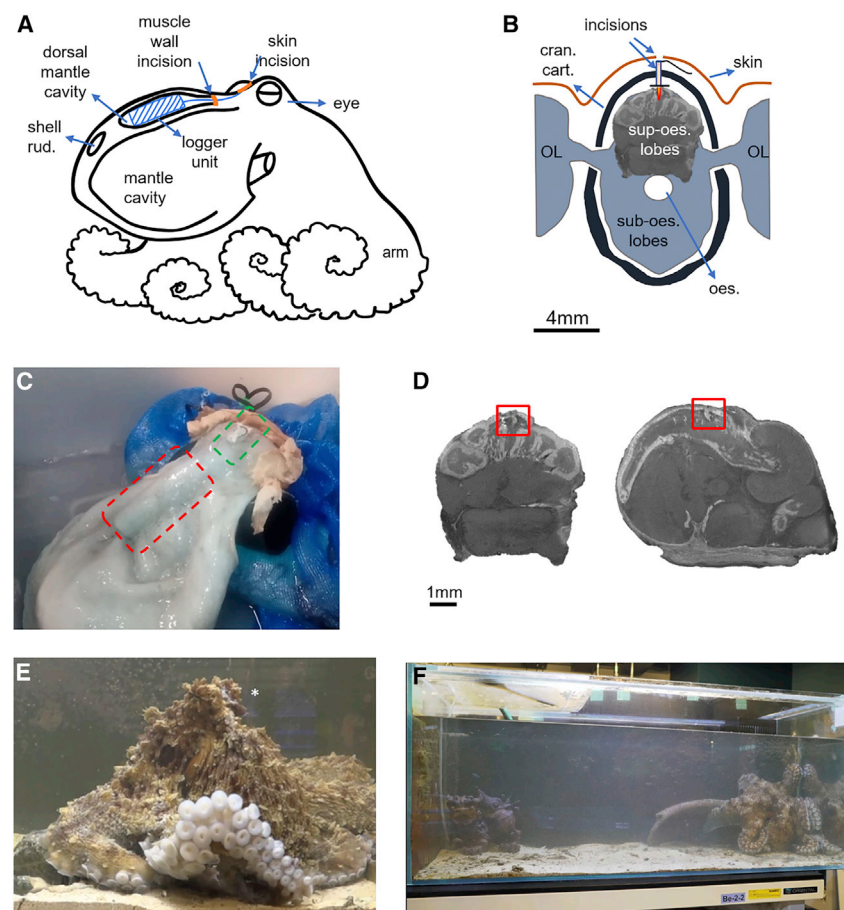 A
muscle
wall
incision
skin
incision
dorsal
mantle
cavity
eye
shell
rud.
logger
unit
mantle
cavity
arm
B
incisions
cran.
cart.
skin
sup-oes.
lobes
OL
OL
sub-oes.
lobes
oes.
4mm
C
D
1mm
E
*
F
Be-2-2